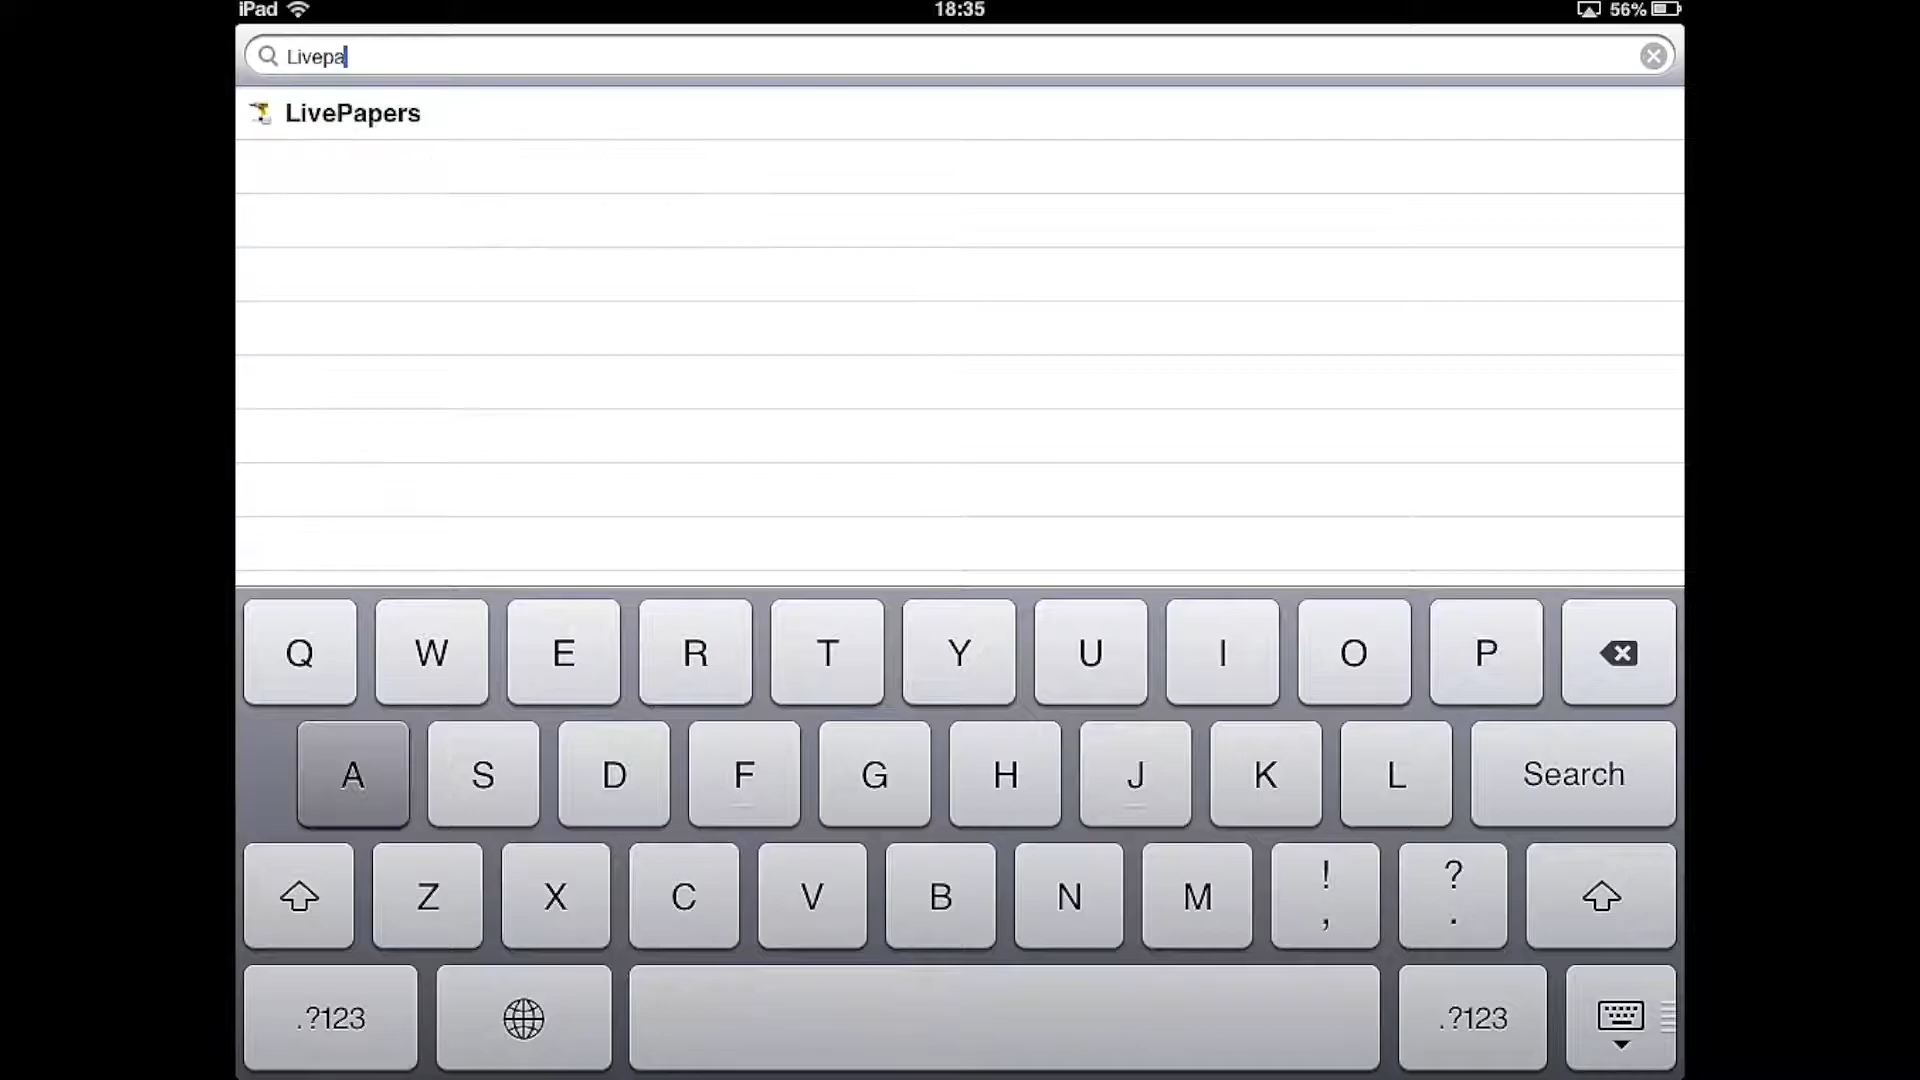 iPad 18:35 56%
Livepa
LivePapers
Q W E R T Y U I O P
A S D F G H J K L Search
Z X C V B N M ! , ? .
.?123 .?123